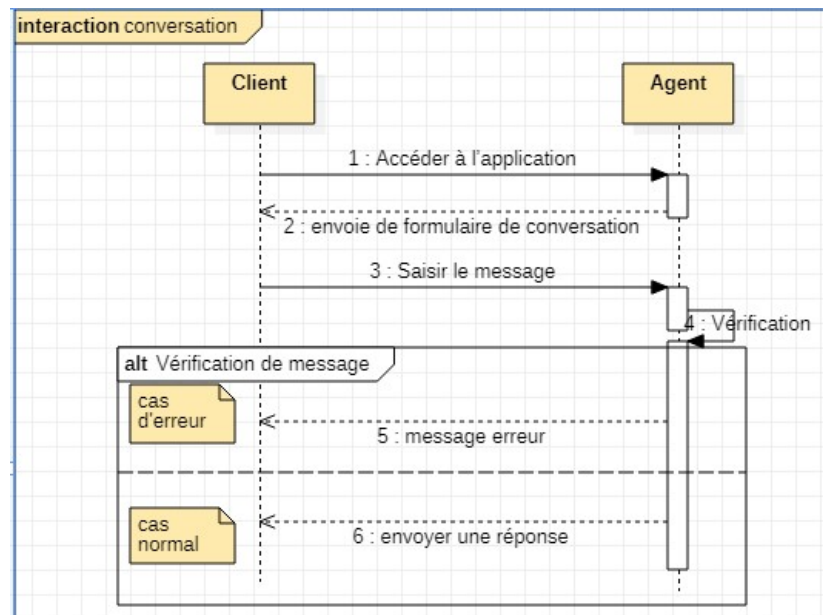 interaction conversation
Client
Agent
1 : Accéder à l'application
2 : envoie de formulaire de conversation
3 : Saisir le message
4 : Vérification
alt Vérification de message
cas
d'erreur
5 : message erreur
cas
normal
6 : envoyer une réponse